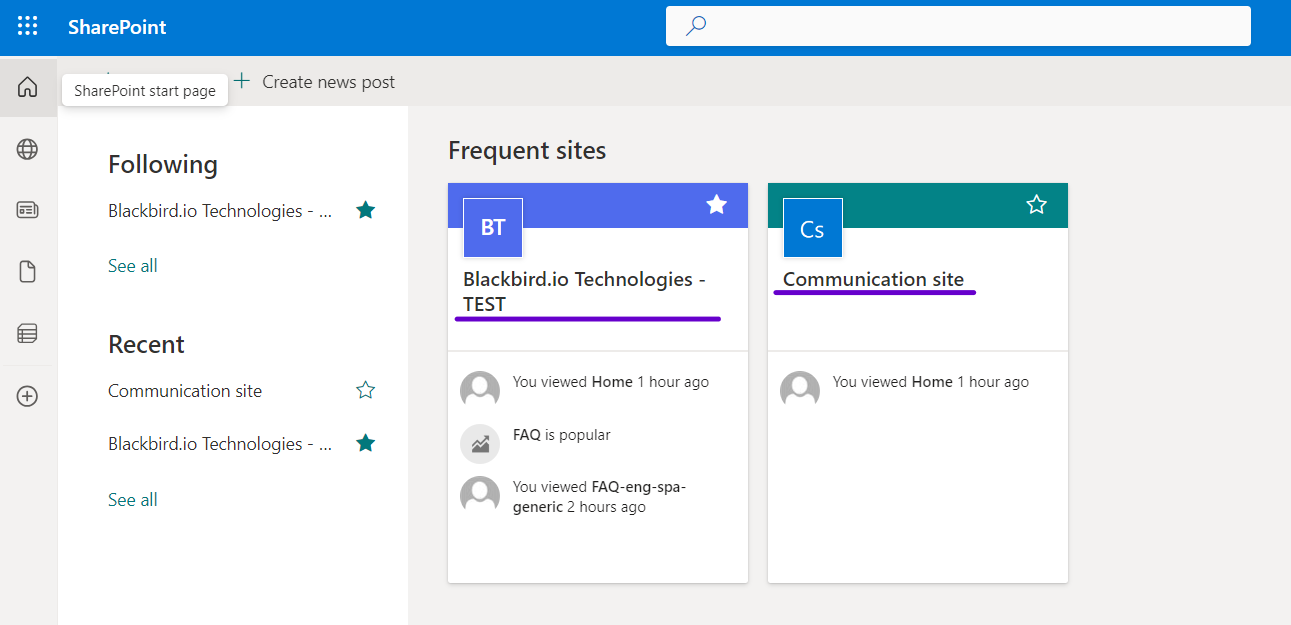 SharePoint
SharePoint start page
Create news post
Following
Blackbird.io Technologies - ...
See all
Recent
Communication site
Blackbird.io Technologies - ...
See all
Frequent sites
BT
Blackbird.io Technologies -
TEST
You viewed Home 1 hour ago
FAQ is popular
You viewed FAQ-eng-spa-
generic 2 hours ago
Cs
Communication site
You viewed Home 1 hour ago